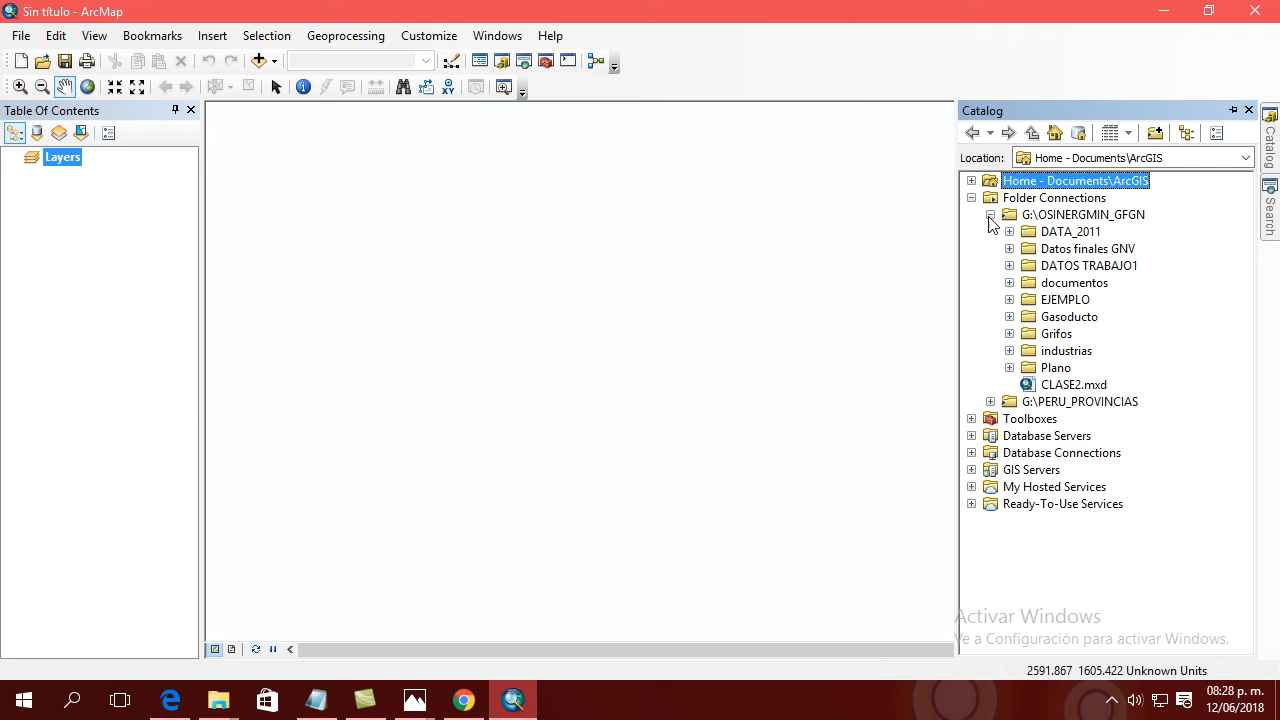 Sin título - ArcMap
File Edit View Bookmarks Insert Selection Geoprocessing Customize Windows Help
Table Of Contents
Layers
Catalog
Location: Home - Documents\ArcGIS
Home - Documents\ArcGIS
Folder Connections
G:\OSINERGMIN_GFGN
DATA_2011
Datos finales GNV
DATOS TRABAJO1
documentos
EJEMPLO
Gasoducto
Grifos
industrias
Plano
CLASE2.mxd
G:\PERU_PROVINCIAS
Toolboxes
Database Servers
Database Connections
GIS Servers
My Hosted Services
Ready-To-Use Services
Catalog
Search
Activar Windows
Ve a Configuración para activar Windows.
2591.867 1605.422 Unknown Units
08:28 p. m.
12/06/2018